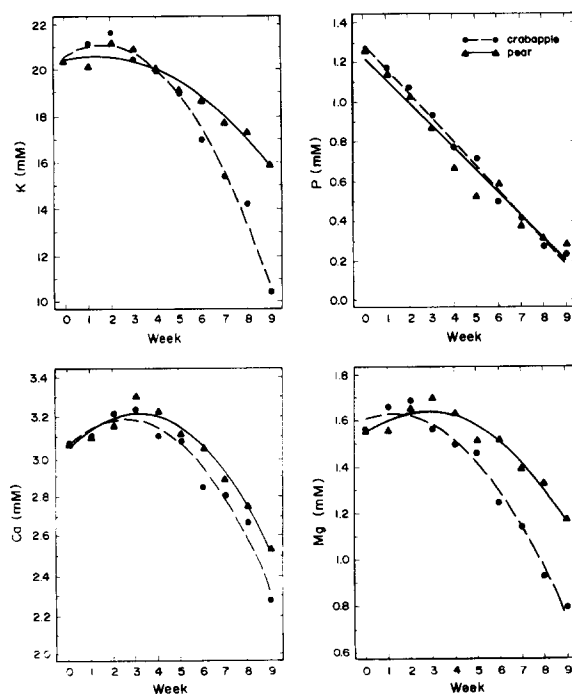 22
20
18
16
14
12
10
K (mM)
0 1 2 3 4 5 6 7 8 9
Week
crabapple
pear
1.4
1.2
1.0
0.8
0.6
0.4
0.2
0.0
P (mM)
0 1 2 3 4 5 6 7 8 9
Week
3.4
3.2
3.0
2.8
2.6
2.4
2.2
2.0
Ca (mM)
0 1 2 3 4 5 6 7 8 9
Week
1.8
1.6
1.4
1.2
1.0
0.8
0.6
Mg (mM)
0 1 2 3 4 5 6 7 8 9
Week